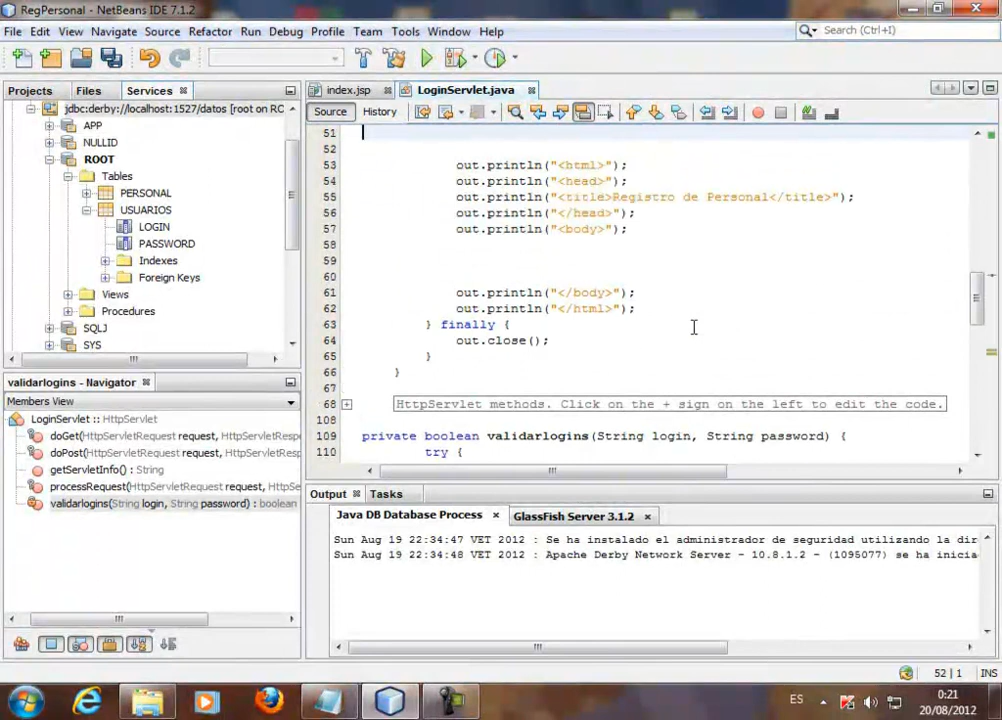 RegPersonal - NetBeans IDE 7.1.2
File Edit View Navigate Source Refactor Run Debug Profile Team Tools Window Help
Search (Ctrl+I)
Projects Files Services
index.jsp LoginServlet.java
jdbc:derby://localhost:1527/datos [root on RO
APP
NULLID
ROOT
Tables
PERSONAL
USUARIOS
LOGIN
PASSWORD
Indexes
Foreign Keys
Views
Procedures
SQLJ
SYS
Source History
51
52
53 out.println("<html>");
54 out.println("<head>");
55 out.println("<title>Registro de Personal</title>");
56 out.println("</head>");
57 out.println("<body>");
58
59
60
61 out.println("</body>");
62 out.println("</html>");
63 } finally {
64 out.close();
65 }
66 }
67
68 HttpServlet methods. Click on the + sign on the left to edit the code.
108
109 private boolean validarlogins(String login, String password) {
110 try {
validarlogins - Navigator
Members View
LoginServlet :: HttpServlet
doGet(HttpServletRequest request, HttpServletResp
doPost(HttpServletRequest request, HttpServletRes
getServletInfo() : String
processRequest(HttpServletRequest request, HttpSe
validarlogins(String login, String password) : boolean
Output Tasks
Java DB Database Process GlassFish Server 3.1.2
Sun Aug 19 22:34:47 VET 2012 : Se ha instalado el administrador de seguridad utilizando la dir
Sun Aug 19 22:34:48 VET 2012 : Apache Derby Network Server - 10.8.1.2 - (1095077) se ha inicia
52 | 1 INS
ES
0:21
20/08/2012